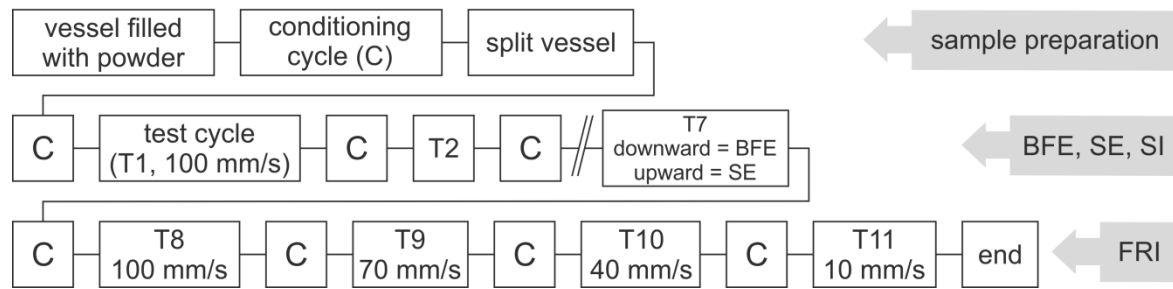 vessel filled
with powder
conditioning
cycle (C)
split vessel
sample preparation
C
test cycle
(T1, 100 mm/s)
C
T2
C
T7
downward = BFE
upward = SE
BFE, SE, SI
C
T8
100 mm/s
C
T9
70 mm/s
C
T10
40 mm/s
C
T11
10 mm/s
end
FRI